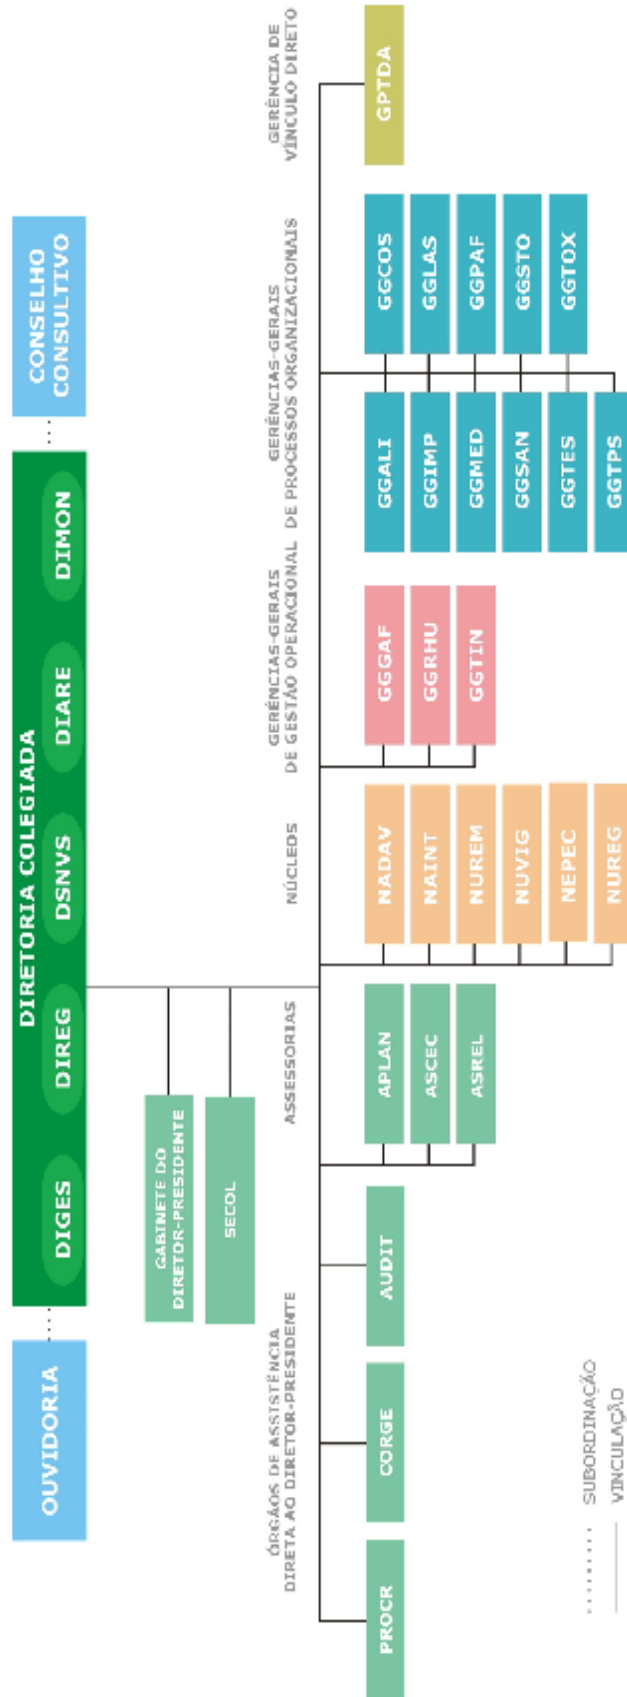 OUVIDORIA
DIRETORIA COLEGIADA
DIGES
DIREG
DSNVS
DIARE
DIMON
CONSELHO
CONSULTIVO
GABINETE DO
DIRETOR-PRESIDENTE
SECOL
ÓRGÃOS DE ASSISTÊNCIA
DIRETA AO DIRETOR-PRESIDENTE
ASSESSORIAS
NÚCLEOS
GERÊNCIAS-GERAIS
DE GESTÃO OPERACIONAL
GERÊNCIAS-GERAIS
DE PROCESSOS ORGANIZACIONAIS
GERÊNCIA DE
VÍNCULO DIRETO
PROCR
CORGE
AUDIT
APLAN
ASCEC
ASREL
NADAV
NAINT
NUREM
NUVIG
NEPEC
NUREG
GGGAF
GGRHU
GGTIN
GGALI
GGIMP
GGMED
GGSAN
GGTES
GGTPS
GGCOS
GGLAS
GGPAF
GGSTO
GGTOX
GPTDA
SUBORDINAÇÃO
VINCULAÇÃO